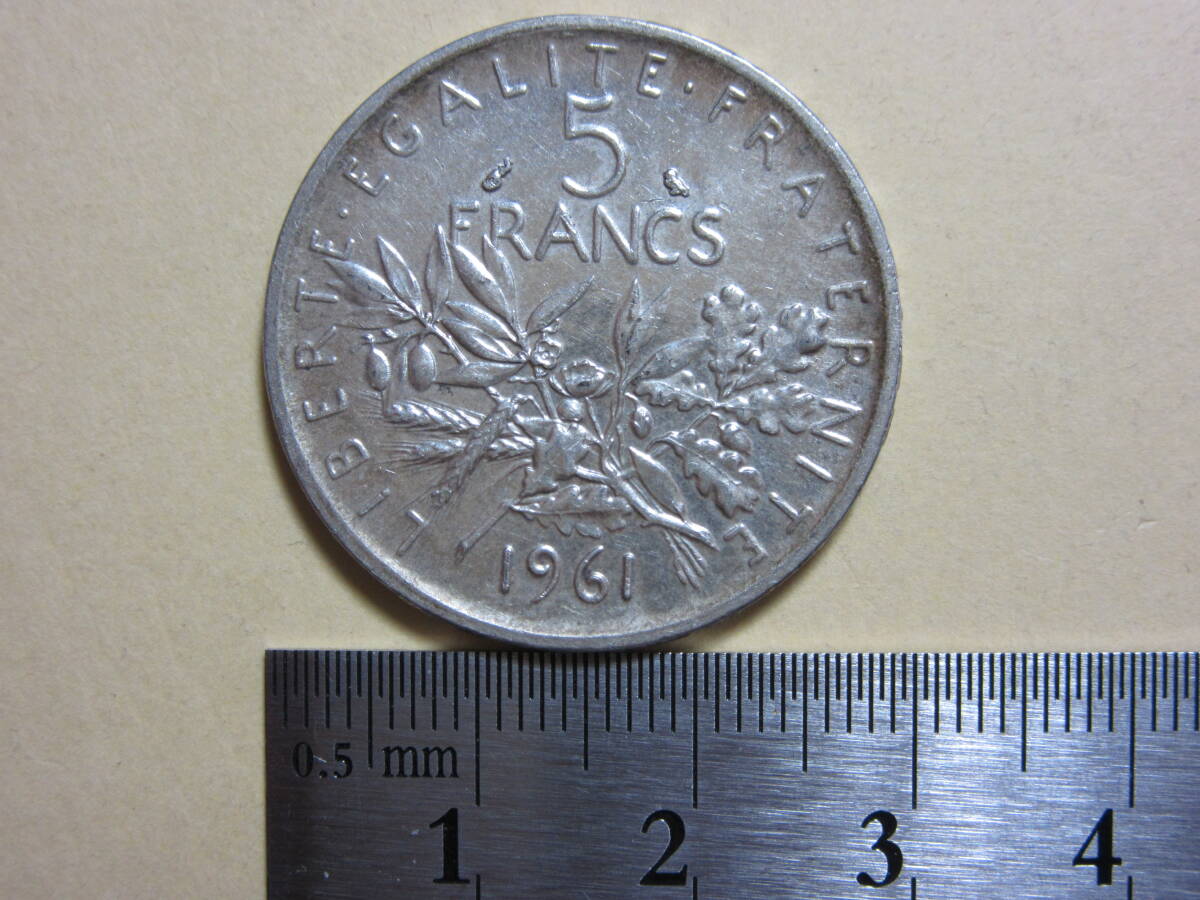 LIBERTE · EGALITE · FRATERNITE
5
FRANCS
1961
0.5 mm
1 2 3 4